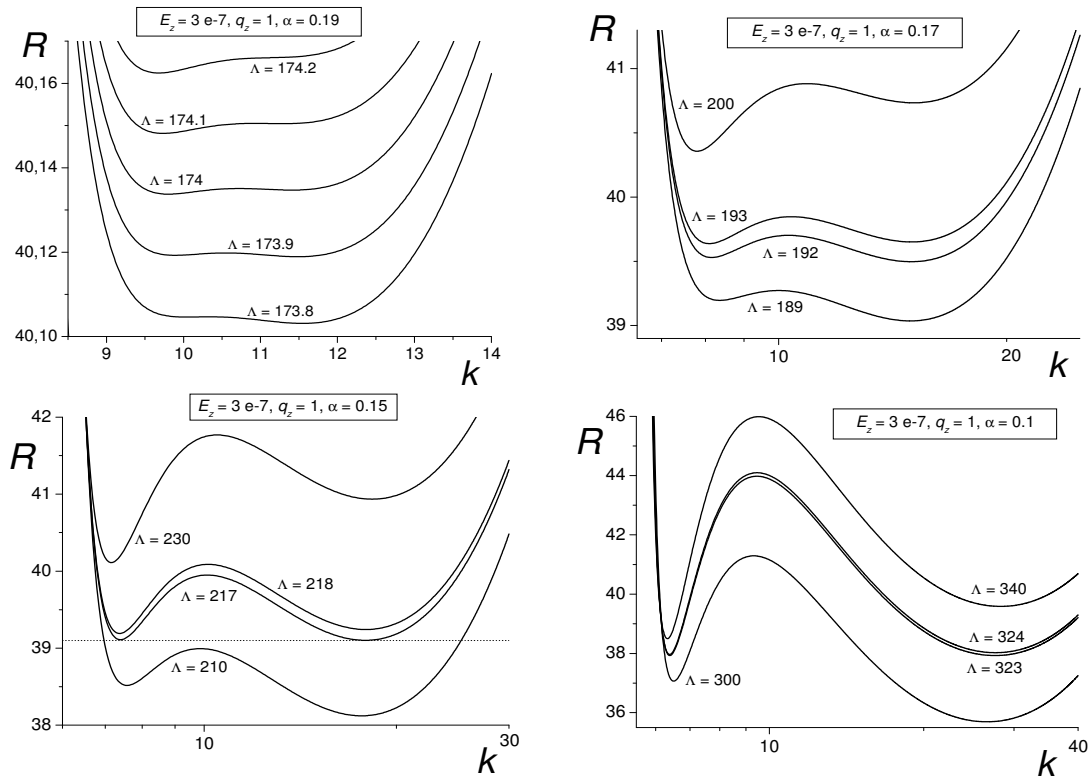 E_z = 3 e-7, q_z = 1, α = 0.19
R
40,16
40,14
40,12
40,10
Λ = 174.2
Λ = 174.1
Λ = 174
Λ = 173.9
Λ = 173.8
9 10 11 12 13 14
k
E_z = 3 e-7, q_z = 1, α = 0.17
R
41
40
39
Λ = 200
Λ = 193
Λ = 192
Λ = 189
10 20
k
E_z = 3 e-7, q_z = 1, α = 0.15
R
42
41
40
39
38
Λ = 230
Λ = 218
Λ = 217
Λ = 210
10 30
k
E_z = 3 e-7, q_z = 1, α = 0.1
R
46
44
42
40
38
36
Λ = 340
Λ = 324
Λ = 323
Λ = 300
10 40
k